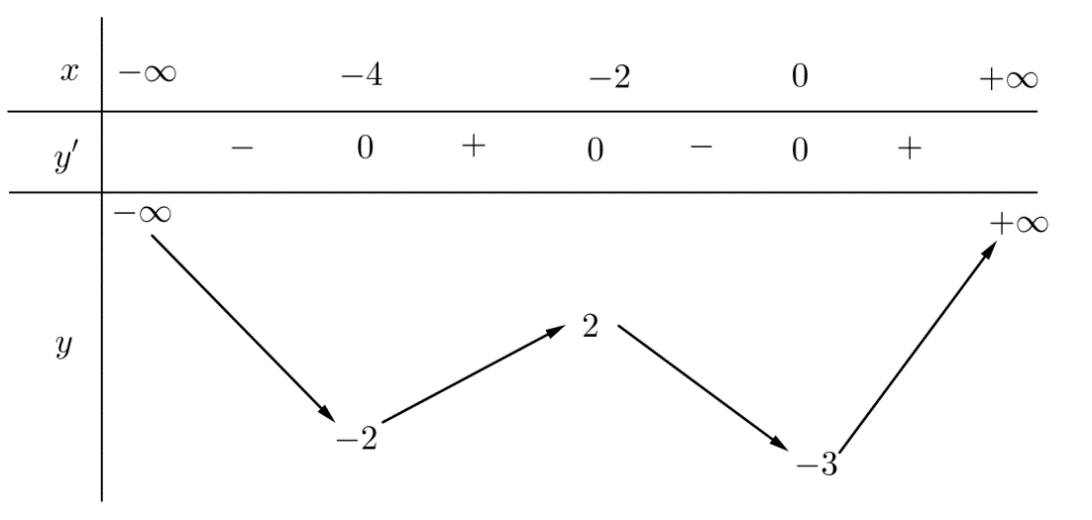 x −∞ −4 −2 0 +∞
y′ − 0 + 0 − 0 +
−∞ +∞
y 2
−2
−3